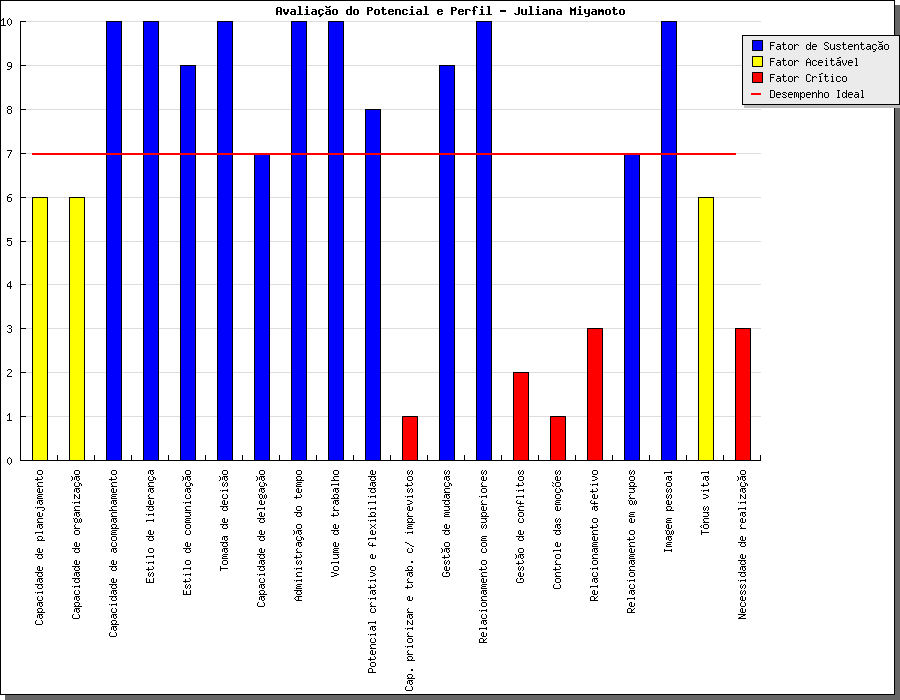 Avaliação do Potencial e Perfil - Juliana Miyamoto
10
9
8
7
6
5
4
3
2
1
0
Fator de Sustentação
Fator Aceitável
Fator Crítico
Desempenho Ideal
Capacidade de planejamento
Capacidade de organização
Capacidade de acompanhamento
Estilo de liderança
Estilo de comunicação
Tomada de decisão
Capacidade de delegação
Administração do tempo
Volume de trabalho
Potencial criativo e flexibilidade
Cap. priorizar e trab. c/ imprevistos
Gestão de mudanças
Relacionamento com superiores
Gestão de conflitos
Controle das emoções
Relacionamento afetivo
Relacionamento em grupos
Imagem pessoal
Tônus vital
Necessidade de realização